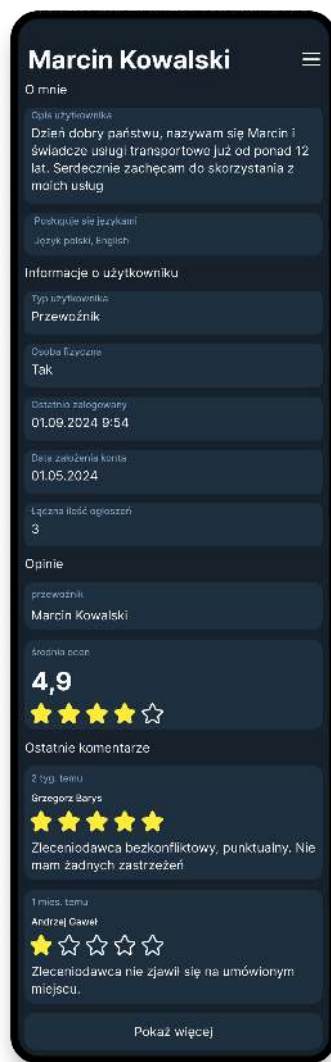 Marcin Kowalski
O mnie
Opis użytkownika
Dzień dobry państwu, nazywam się Marcin i
świadcze usługi transportowe już od ponad 12
lat. Serdecznie zachęcam do skorzystania z
moich usług
Posługuje się językami
Język polski, English
Informacje o użytkowniku
Typ użytkownika
Przewoźnik
Osoba fizyczna
Tak
Ostatnio zalogowany
01.09.2024 9:54
Data założenia konta
01.05.2024
Łączna ilość ogłoszeń
3
Opinie
przewoźnik
Marcin Kowalski
średnia ocen
4,9
Ostatnie komentarze
2 tyg. temu
Grzegorz Barys
Zleceniodawca bezkonfliktowy, punktualny. Nie
mam żadnych zastrzeżeń
1 mies. temu
Andrzej Gaweł
Zleceniodawca nie zjawił się na umówionym
miejscu.
Pokaż więcej